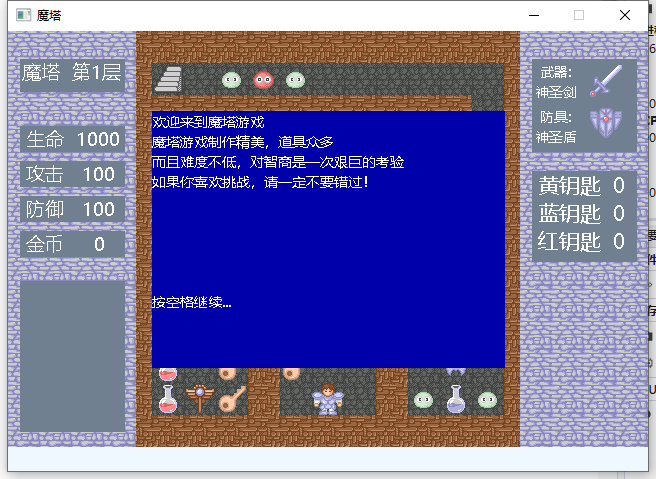 魔塔
魔塔 第1层
生命 1000
攻击 100
防御 100
金币 0
欢迎来到魔塔游戏
魔塔游戏制作精美，道具众多
而且难度不低，对智商是一次艰巨的考验
如果你喜欢挑战，请一定不要错过！
按空格继续...
武器:
神圣剑
防具:
神圣盾
黄钥匙 0
蓝钥匙 0
红钥匙 0